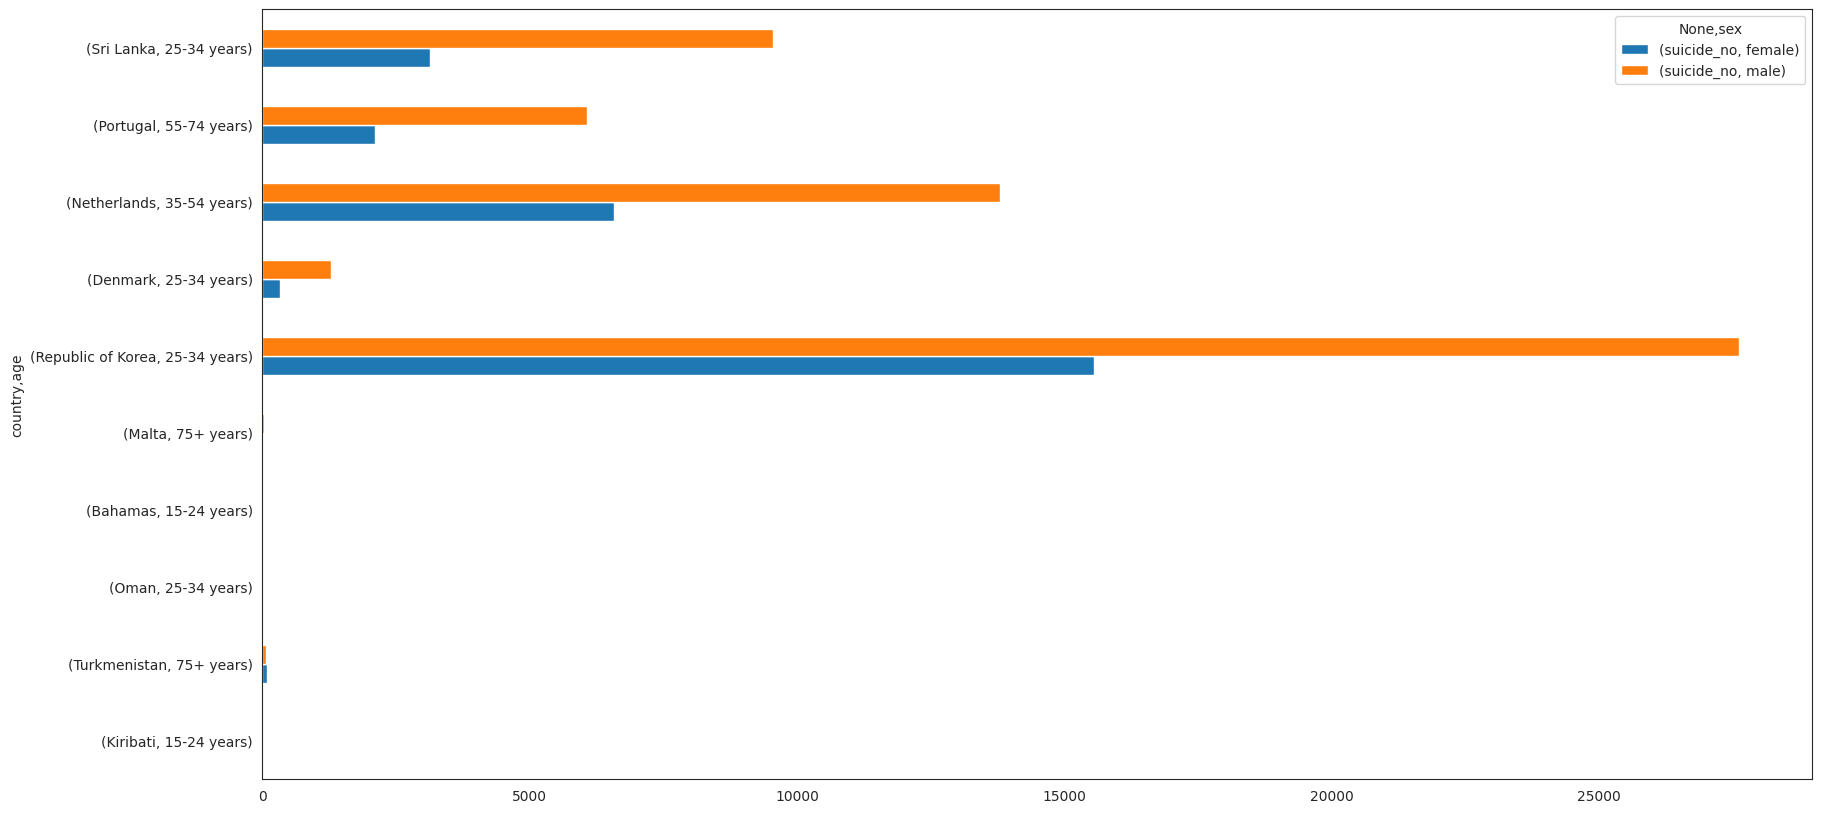 None,sex
(suicide_no, female)
(suicide_no, male)
(Sri Lanka, 25-34 years)
(Portugal, 55-74 years)
(Netherlands, 35-54 years)
(Denmark, 25-34 years)
(Republic of Korea, 25-34 years)
(Malta, 75+ years)
(Bahamas, 15-24 years)
(Oman, 25-34 years)
(Turkmenistan, 75+ years)
(Kiribati, 15-24 years)
country,age
0 5000 10000 15000 20000 25000